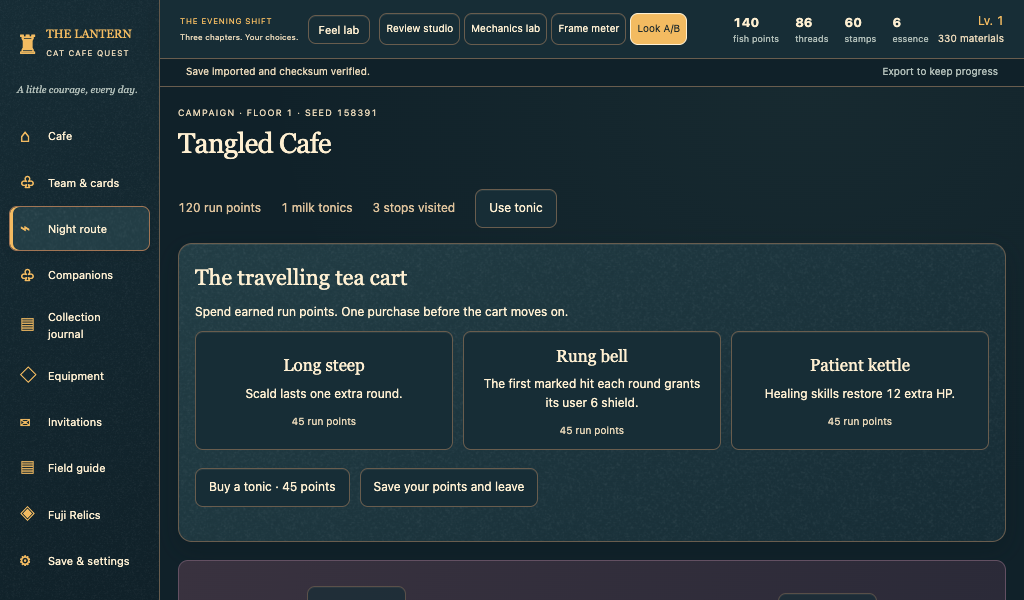 THE LANTERN
CAT CAFE QUEST
A little courage, every day.
Cafe
Team & cards
Night route
Companions
Collection
journal
Equipment
Invitations
Field guide
Fuji Relics
Save & settings
THE EVENING SHIFT
Three chapters. Your choices.
Feel lab
Review studio
Mechanics lab
Frame meter
Look A/B
140
fish points
86
threads
60
stamps
6
essence
Lv. 1
330 materials
Save imported and checksum verified.
Export to keep progress
CAMPAIGN · FLOOR 1 · SEED 158391
Tangled Cafe
120 run points
1 milk tonics
3 stops visited
Use tonic
The travelling tea cart
Spend earned run points. One purchase before the cart moves on.
Long steep
Scald lasts one extra round.
45 run points
Rung bell
The first marked hit each round grants
its user 6 shield.
45 run points
Patient kettle
Healing skills restore 12 extra HP.
45 run points
Buy a tonic · 45 points
Save your points and leave